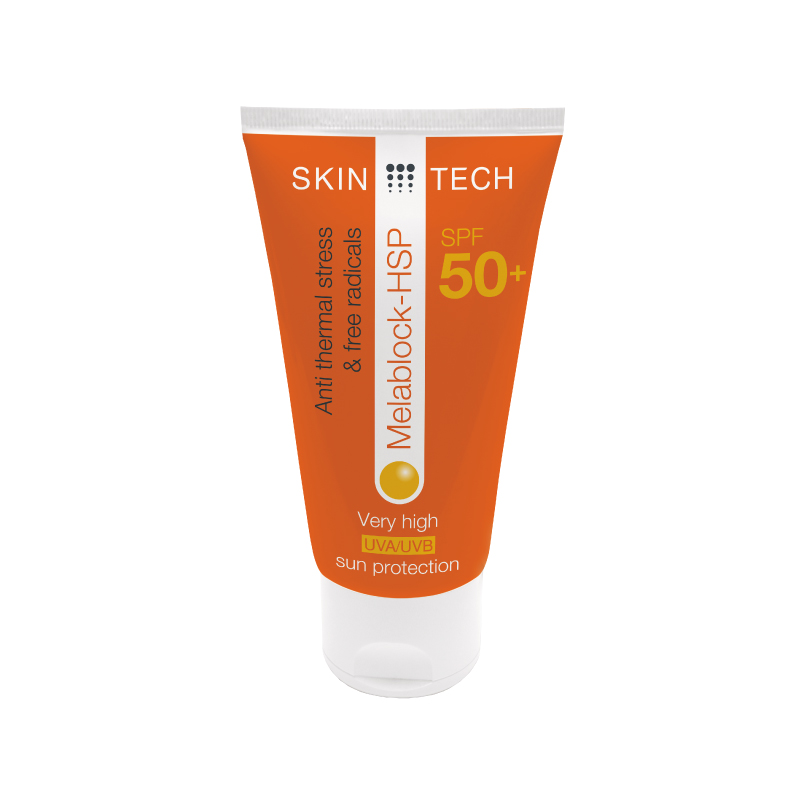 SKIN TECH
Anti thermal stress
& free radicals
Melablock-HSP
SPF
50+
Very high
UVA/UVB
sun protection